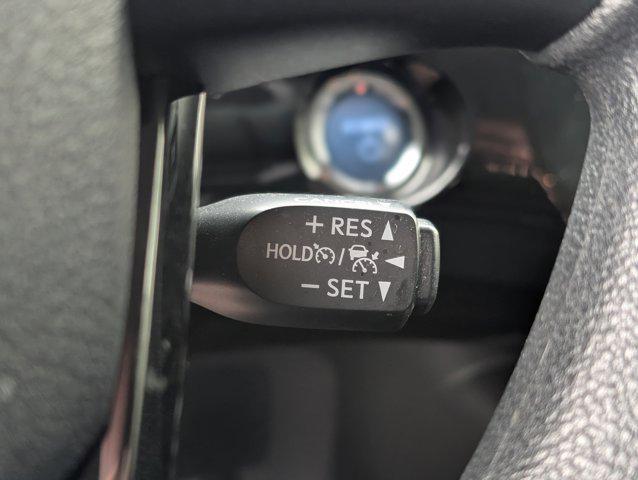 + RES ▲
HOLD / ◄
− SET ▼